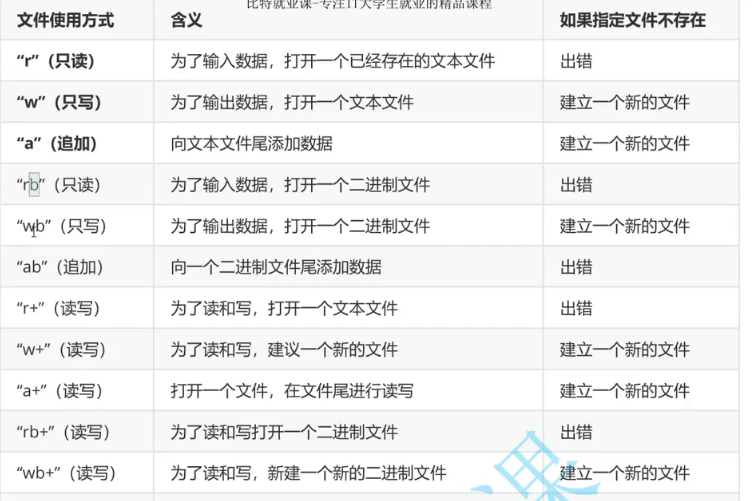 比特就业课-专注IT大学生就业的精品课程
文件使用方式 含义 如果指定文件不存在
“r”（只读） 为了输入数据，打开一个已经存在的文本文件 出错
“w”（只写） 为了输出数据，打开一个文本文件 建立一个新的文件
“a”（追加） 向文本文件尾添加数据 建立一个新的文件
“rb”（只读） 为了输入数据，打开一个二进制文件 出错
“wb”（只写） 为了输出数据，打开一个二进制文件 建立一个新的文件
“ab”（追加） 向一个二进制文件尾添加数据 出错
“r+”（读写） 为了读和写，打开一个文本文件 出错
“w+”（读写） 为了读和写，建议一个新的文件 建立一个新的文件
“a+”（读写） 打开一个文件，在文件尾进行读写 建立一个新的文件
“rb+”（读写） 为了读和写打开一个二进制文件 出错
“wb+”（读写） 为了读和写，新建一个新的二进制文件 建立一个新的文件
课